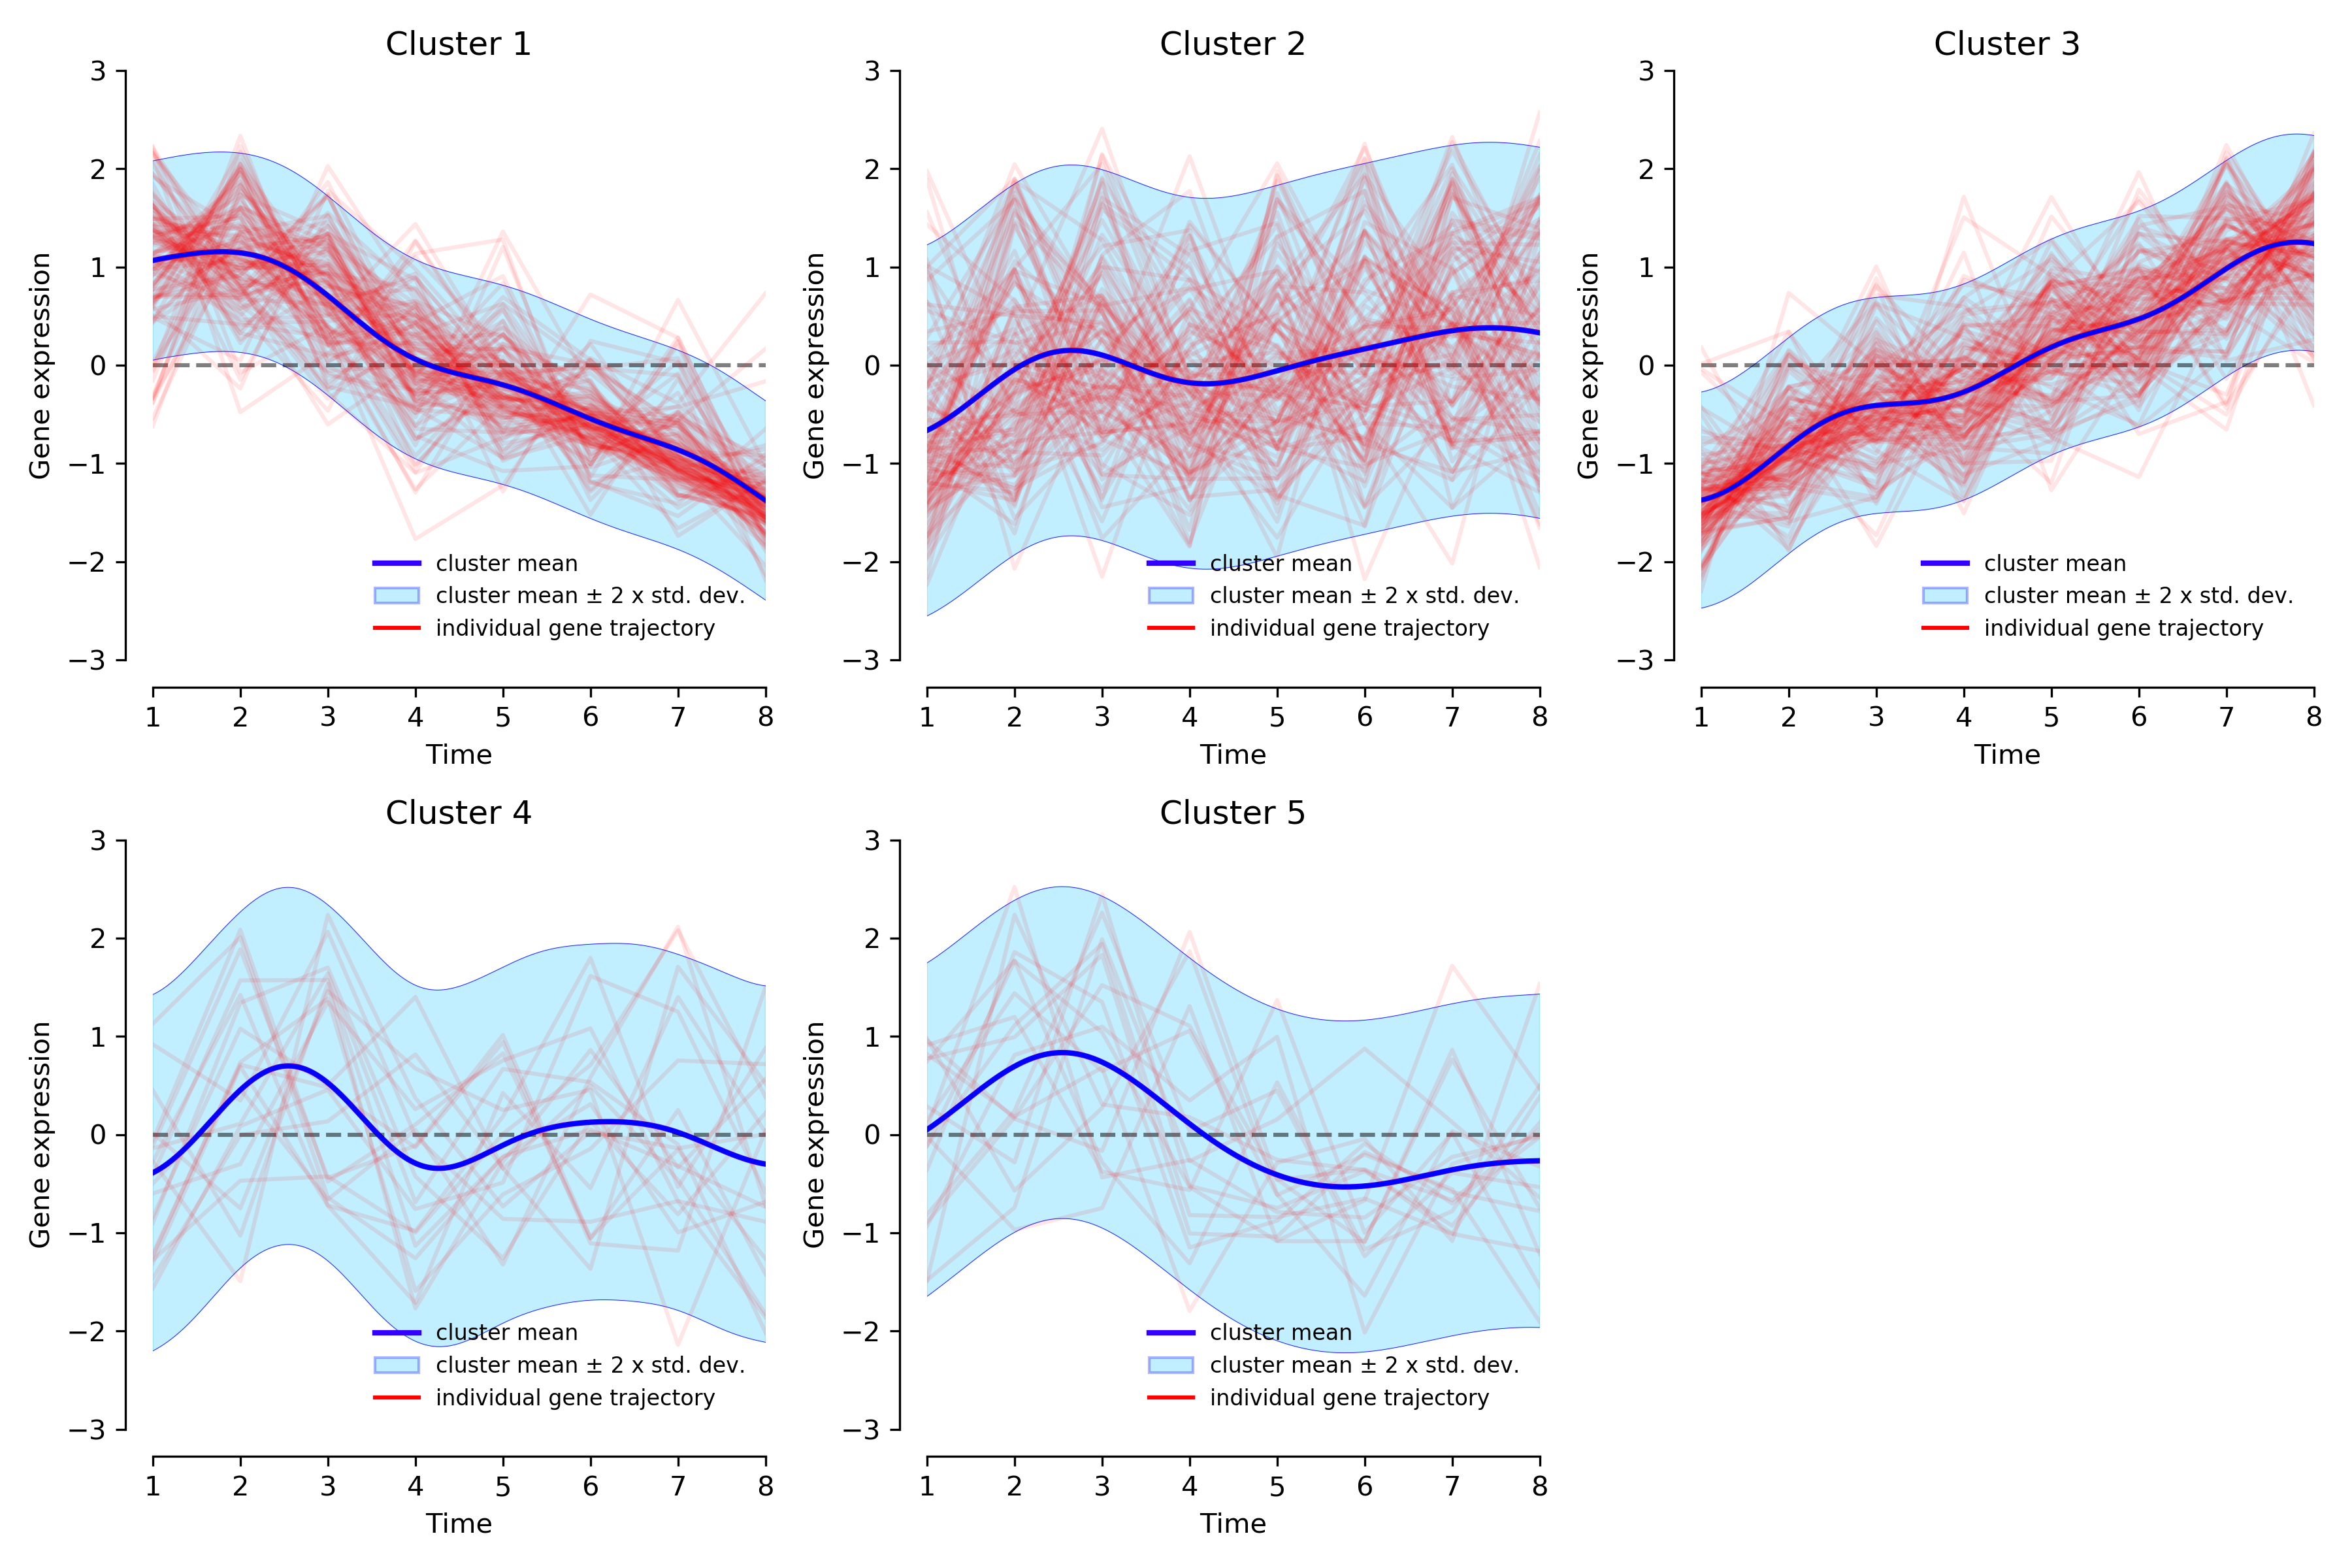 Cluster 1
3
2
1
0
−1
−2
−3
Gene expression
cluster mean
cluster mean ± 2 x std. dev.
individual gene trajectory
1 2 3 4 5 6 7 8
Time
Cluster 2
3
2
1
0
−1
−2
−3
Gene expression
cluster mean
cluster mean ± 2 x std. dev.
individual gene trajectory
1 2 3 4 5 6 7 8
Time
Cluster 3
3
2
1
0
−1
−2
−3
Gene expression
cluster mean
cluster mean ± 2 x std. dev.
individual gene trajectory
1 2 3 4 5 6 7 8
Time
Cluster 4
3
2
1
0
−1
−2
−3
Gene expression
cluster mean
cluster mean ± 2 x std. dev.
individual gene trajectory
1 2 3 4 5 6 7 8
Time
Cluster 5
3
2
1
0
−1
−2
−3
Gene expression
cluster mean
cluster mean ± 2 x std. dev.
individual gene trajectory
1 2 3 4 5 6 7 8
Time